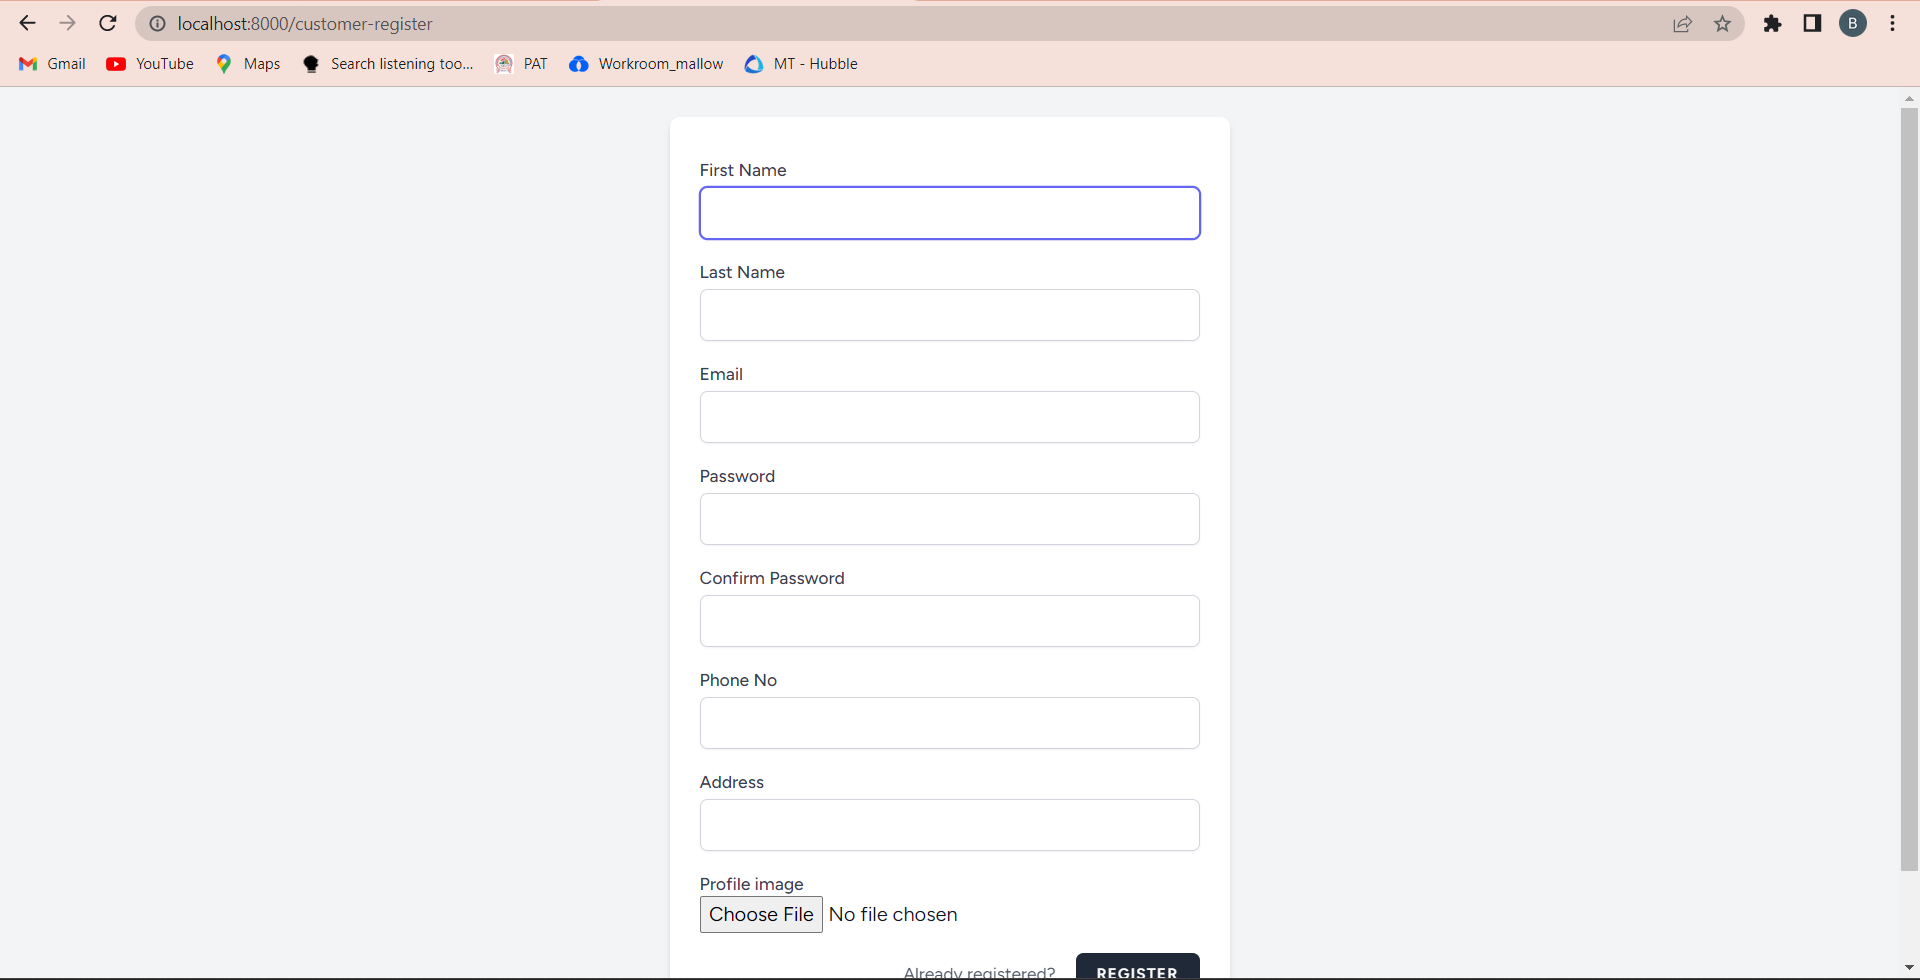 localhost:8000/customer-register
B
Gmail YouTube Maps Search listening too... PAT Workroom_mallow MT - Hubble
First Name
Last Name
Email
Password
Confirm Password
Phone No
Address
Profile image
Choose File No file chosen
Already registered? REGISTER